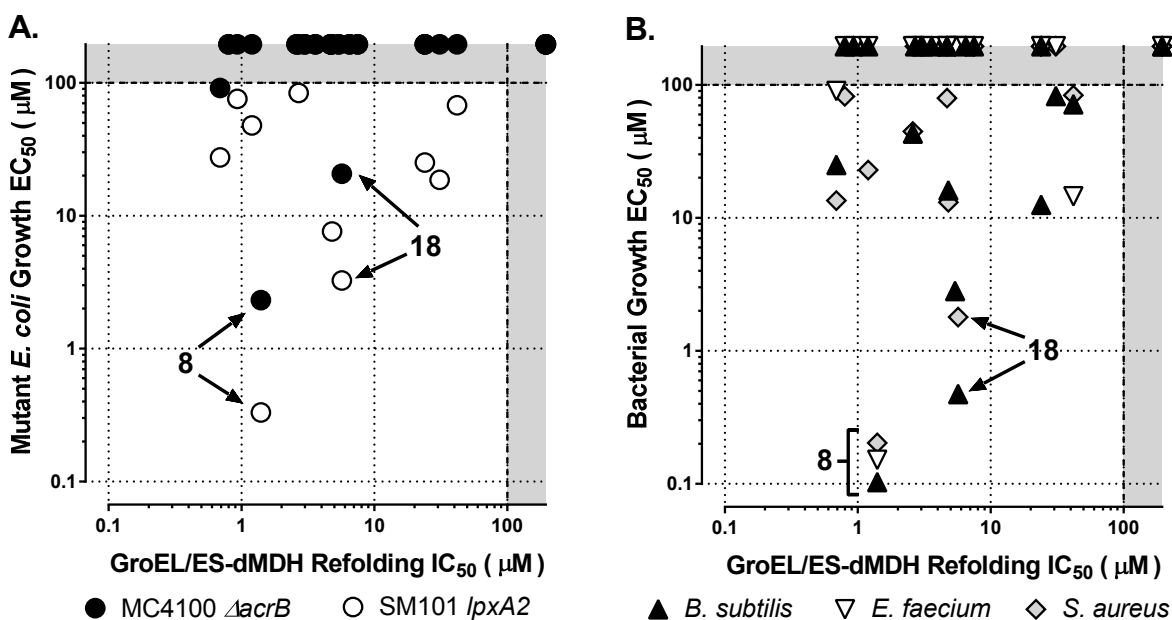 A.
Mutant E. coli Growth EC50 ( μM)
100
10
1
0.1
18
8
0.1 1 10 100
GroEL/ES-dMDH Refolding IC50 ( μM)
MC4100 ΔacrB SM101 lpxA2
B.
Bacterial Growth EC50 ( μM)
100
10
1
0.1
18
8
0.1 1 10 100
GroEL/ES-dMDH Refolding IC50 ( μM)
B. subtilis E. faecium S. aureus